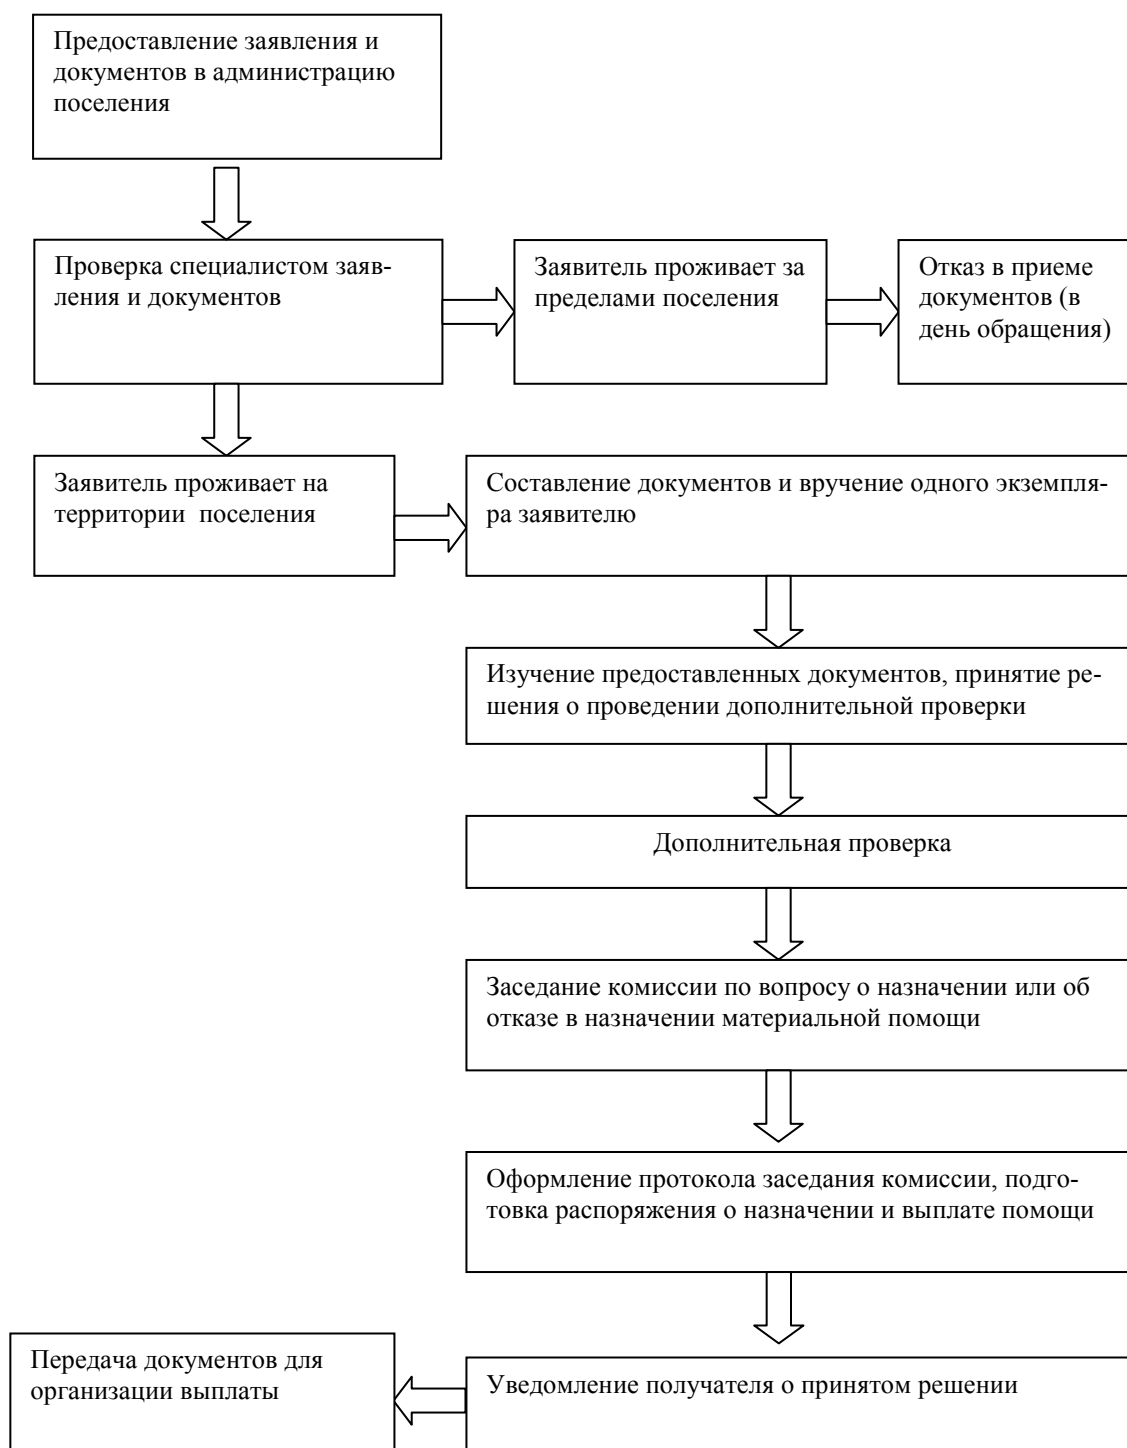 Предоставление заявления и
документов в администрацию
поселения
Проверка специалистом заяв-
ления и документов
Заявитель проживает за
пределами поселения
Отказ в приеме
документов (в
день обращения)
Заявитель проживает на
территории  поселения
Составление документов и вручение одного экземпля-
ра заявителю
Изучение предоставленных документов, принятие ре-
шения о проведении дополнительной проверки
Дополнительная проверка
Заседание комиссии по вопросу о назначении или об
отказе в назначении материальной помощи
Оформление протокола заседания комиссии, подго-
товка распоряжения о назначении и выплате помощи
Уведомление получателя о принятом решении
Передача документов для
организации выплаты